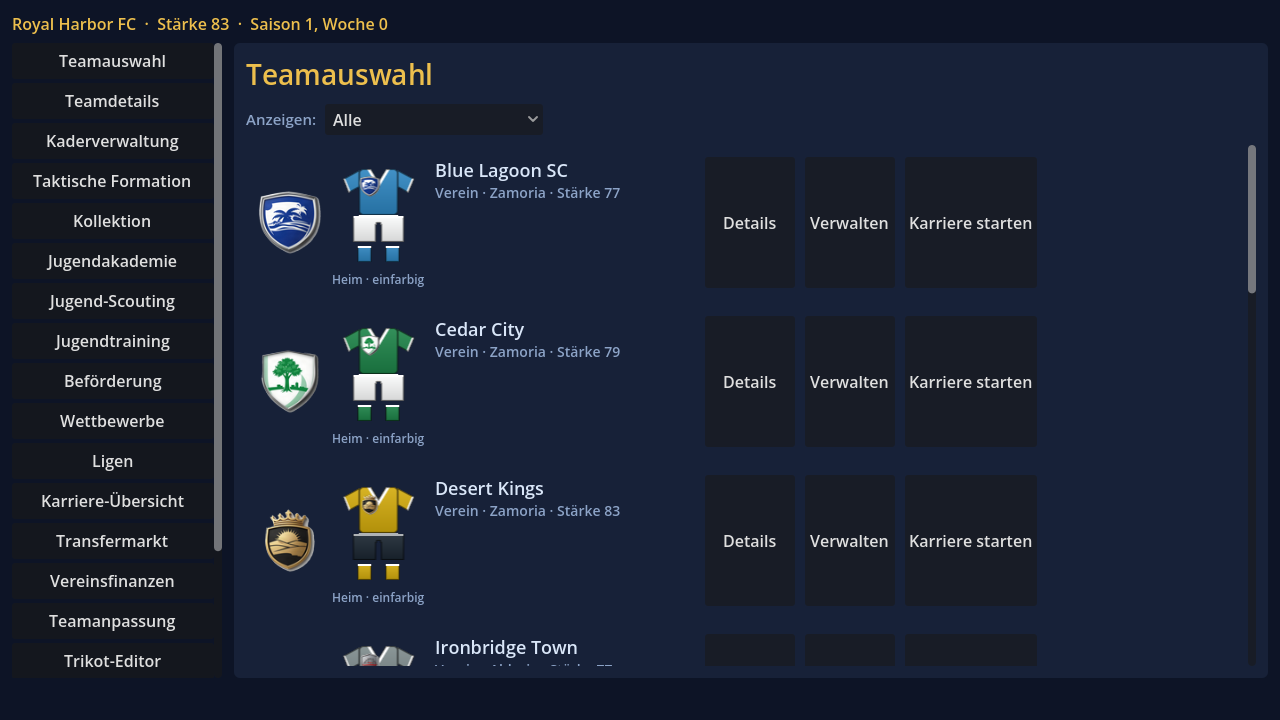 Royal Harbor FC · Stärke 83 · Saison 1, Woche 0
Teamauswahl
Teamdetails
Kaderverwaltung
Taktische Formation
Kollektion
Jugendakademie
Jugend-Scouting
Jugendtraining
Beförderung
Wettbewerbe
Ligen
Karriere-Übersicht
Transfermarkt
Vereinsfinanzen
Teamanpassung
Trikot-Editor
Teamauswahl
Anzeigen: Alle
Blue Lagoon SC
Verein · Zamoria · Stärke 77
Heim · einfarbig
Details Verwalten Karriere starten
Cedar City
Verein · Zamoria · Stärke 79
Heim · einfarbig
Details Verwalten Karriere starten
Desert Kings
Verein · Zamoria · Stärke 83
Heim · einfarbig
Details Verwalten Karriere starten
Ironbridge Town